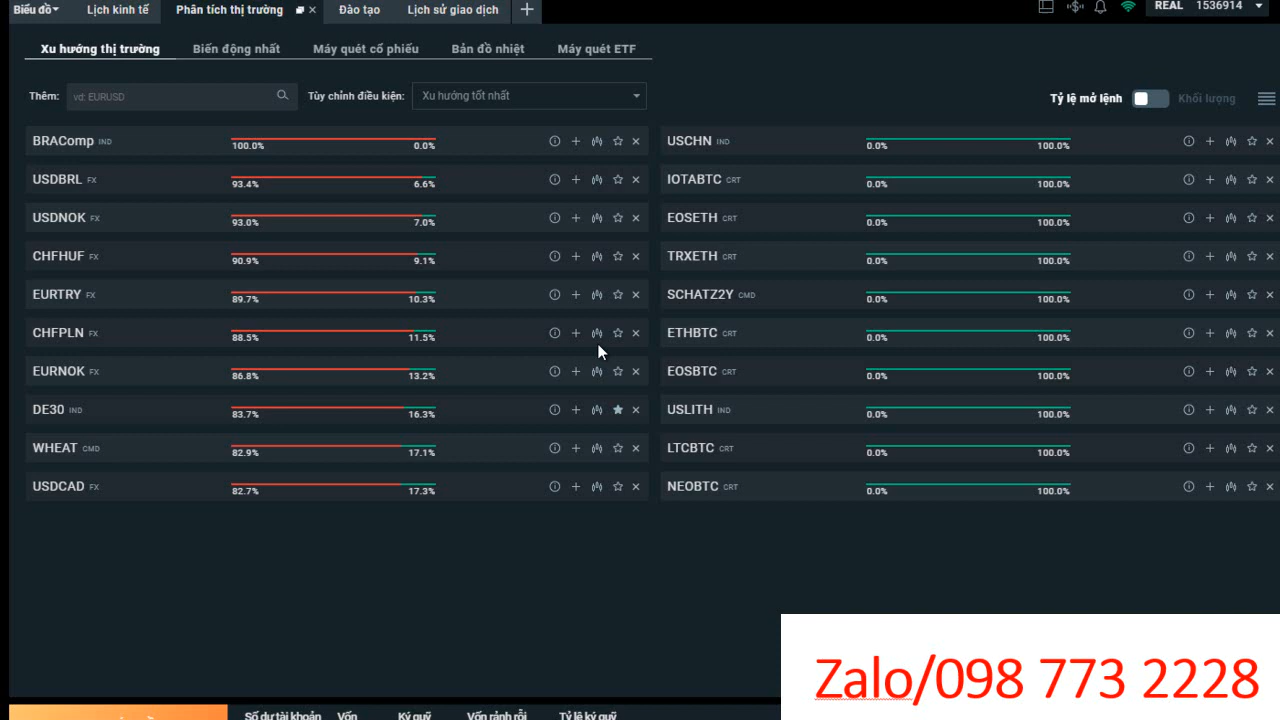 Biểu đồ Lịch kinh tế Phân tích thị trường Đào tạo Lịch sử giao dịch REAL 1536914
Xu hướng thị trường Biến động nhất Máy quét cổ phiếu Bản đồ nhiệt Máy quét ETF
Thêm: vd: EURUSD Tùy chỉnh điều kiện: Xu hướng tốt nhất Tỷ lệ mở lệnh Khối lượng
BRAComp IND 100.0% 0.0% USCHN IND 0.0% 100.0%
USDBRL FX 93.4% 6.6% IOTABTC CRT 0.0% 100.0%
USDNOK FX 93.0% 7.0% EOSETH CRT 0.0% 100.0%
CHFHUF FX 90.9% 9.1% TRXETH CRT 0.0% 100.0%
EURTRY FX 89.7% 10.3% SCHATZ2Y CMD 0.0% 100.0%
CHFPLN FX 88.5% 11.5% ETHBTC CRT 0.0% 100.0%
EURNOK FX 86.8% 13.2% EOSBTC CRT 0.0% 100.0%
DE30 IND 83.7% 16.3% USLITH IND 0.0% 100.0%
WHEAT CMD 82.9% 17.1% LTCBTC CRT 0.0% 100.0%
USDCAD FX 82.7% 17.3% NEOBTC CRT 0.0% 100.0%
Zalo/098 773 2228
Số dư tài khoản Vốn Ký quỹ Vốn rảnh rỗi Tỷ lệ ký quỹ